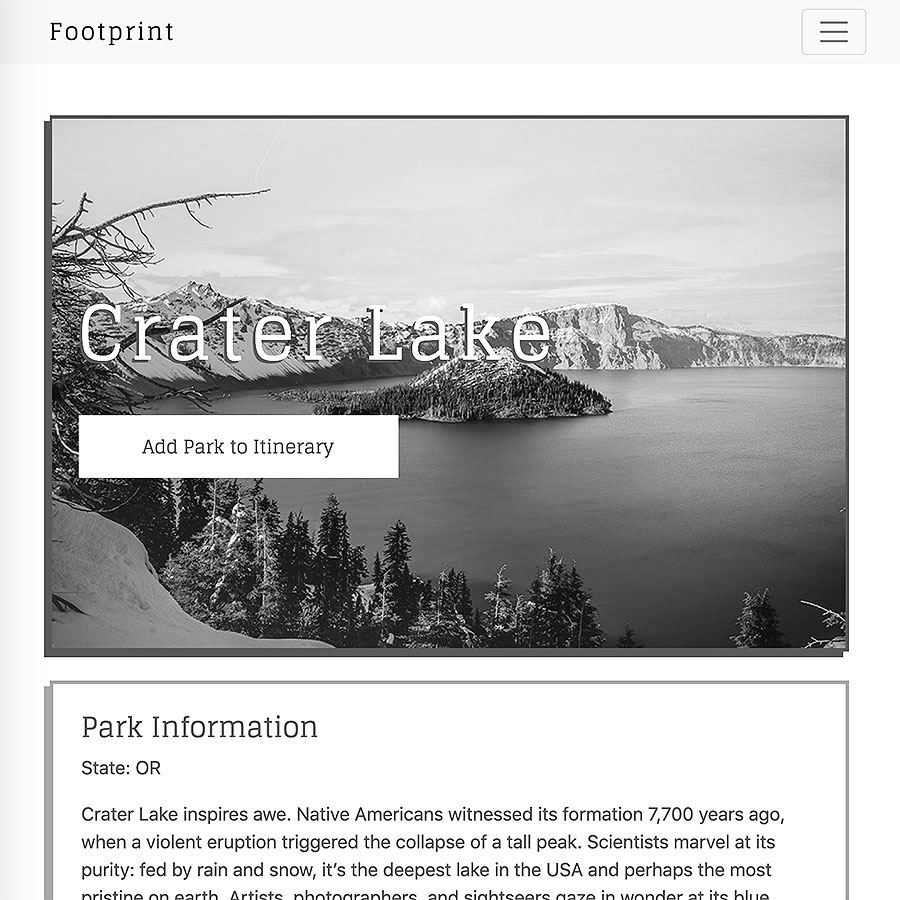 Footprint
Crater Lake
Add Park to Itinerary
Park Information
State: OR
Crater Lake inspires awe. Native Americans witnessed its formation 7,700 years ago,
when a violent eruption triggered the collapse of a tall peak. Scientists marvel at its
purity: fed by rain and snow, it’s the deepest lake in the USA and perhaps the most
pristine on earth. Artists, photographers, and sightseers gaze in wonder at its blue